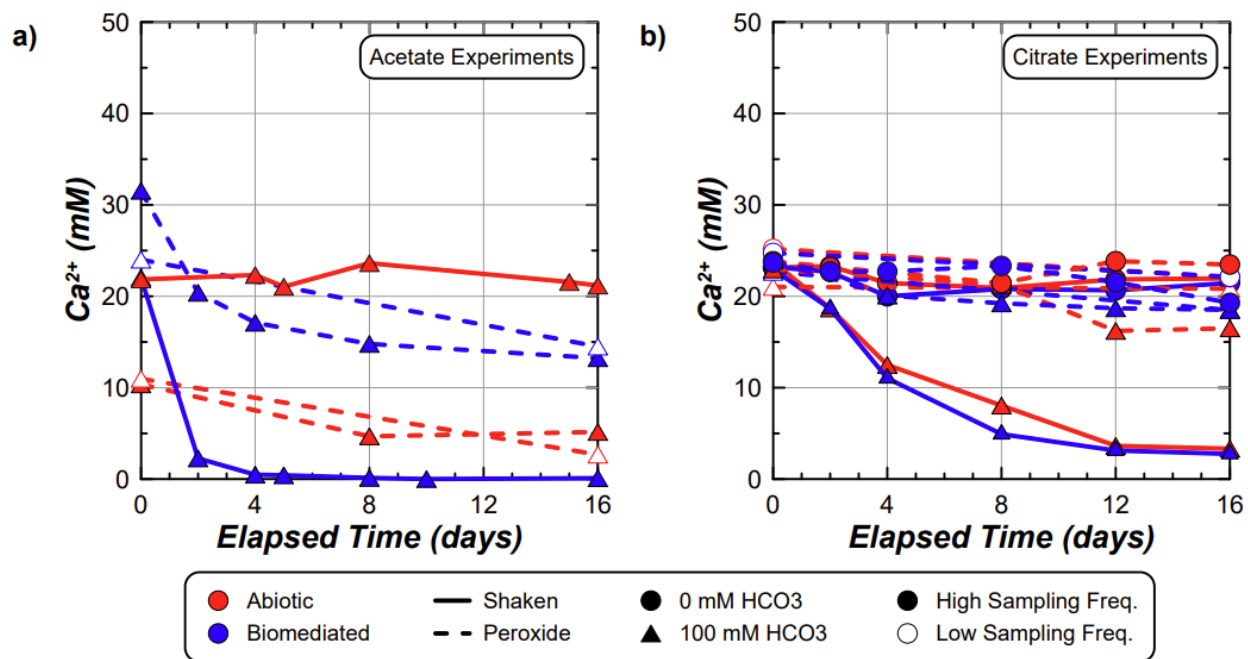 a)
Acetate Experiments
50
40
30
20
10
0
Ca²⁺ (mM)
0 4 8 12 16
Elapsed Time (days)
b)
Citrate Experiments
50
40
30
20
10
0
Ca²⁺ (mM)
0 4 8 12 16
Elapsed Time (days)
Abiotic Shaken 0 mM HCO3 High Sampling Freq.
Biomediated Peroxide 100 mM HCO3 Low Sampling Freq.